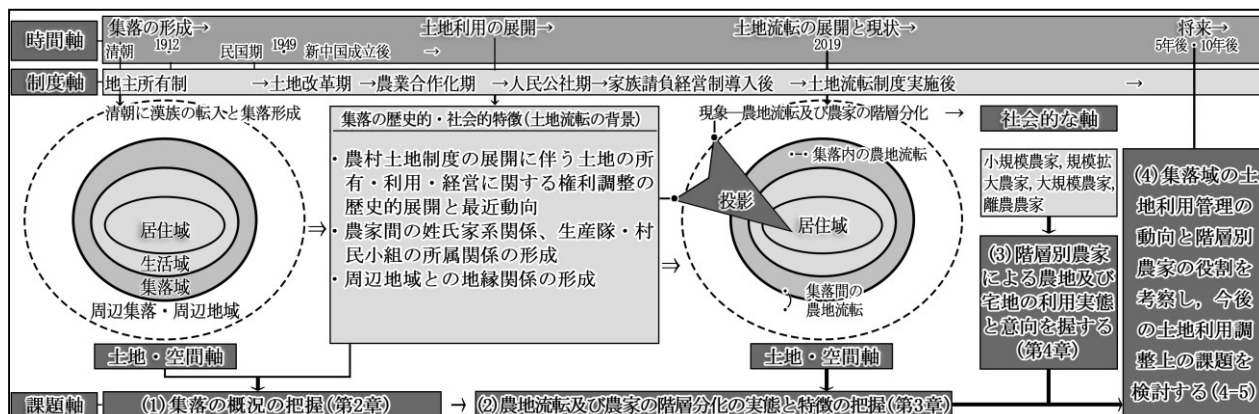 時間軸
集落の形成→
土地利用の展開→
土地流転の展開と現状→
将来→
清朝 1912 民国期 1949 新中国成立後 →
2019
5年後・10年後
制度軸
地主所有制 →土地改革期 →農業合作化期 →人民公社期→家族請負経営制導入後 →土地流転制度実施後 →
清朝に漢族の転入と集落形成
居住域
生活域
集落域
周辺集落・周辺地域
土地・空間軸
集落の歴史的・社会的特徴(土地流転の背景)
・農村土地制度の展開に伴う土地の所
有・利用・経営に関する権利調整の
歴史的展開と最近動向
・農家間の姓氏家系関係、生産隊・村
民小組の所属関係の形成
・周辺地域との地縁関係の形成
現象―農地流転及び農家の階層分化 →
集落内の農地流転
投影
居住域
集落間の
農地流転
土地・空間軸
社会的な軸
小規模農家, 規模拡
大農家, 大規模農家,
離農農家
(3)階層別農家
による農地及び
宅地の利用実態
と意向を握する
(第4章)
(4)集落域の土
地利用管理の
動向と階層別
農家の役割を
考察し，今後
の土地利用調
整上の課題を
検討する(4-5)
課題軸
(1)集落の概況の把握(第2章)
→
(2)農地流転及び農家の階層分化の実態と特徴の把握(第3章)